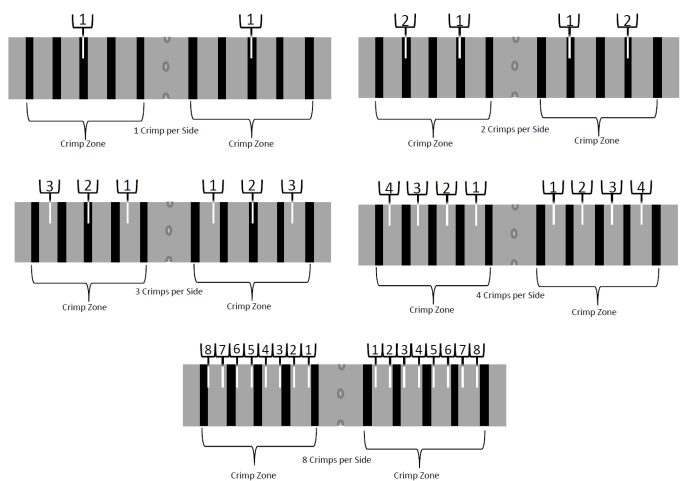 1 1
1 Crimp per Side
Crimp Zone Crimp Zone
2 1 1 2
2 Crimps per Side
Crimp Zone Crimp Zone
3 2 1 1 2 3
3 Crimps per Side
Crimp Zone Crimp Zone
4 3 2 1 1 2 3 4
4 Crimps per Side
Crimp Zone Crimp Zone
8 7 6 5 4 3 2 1 1 2 3 4 5 6 7 8
8 Crimps per Side
Crimp Zone Crimp Zone